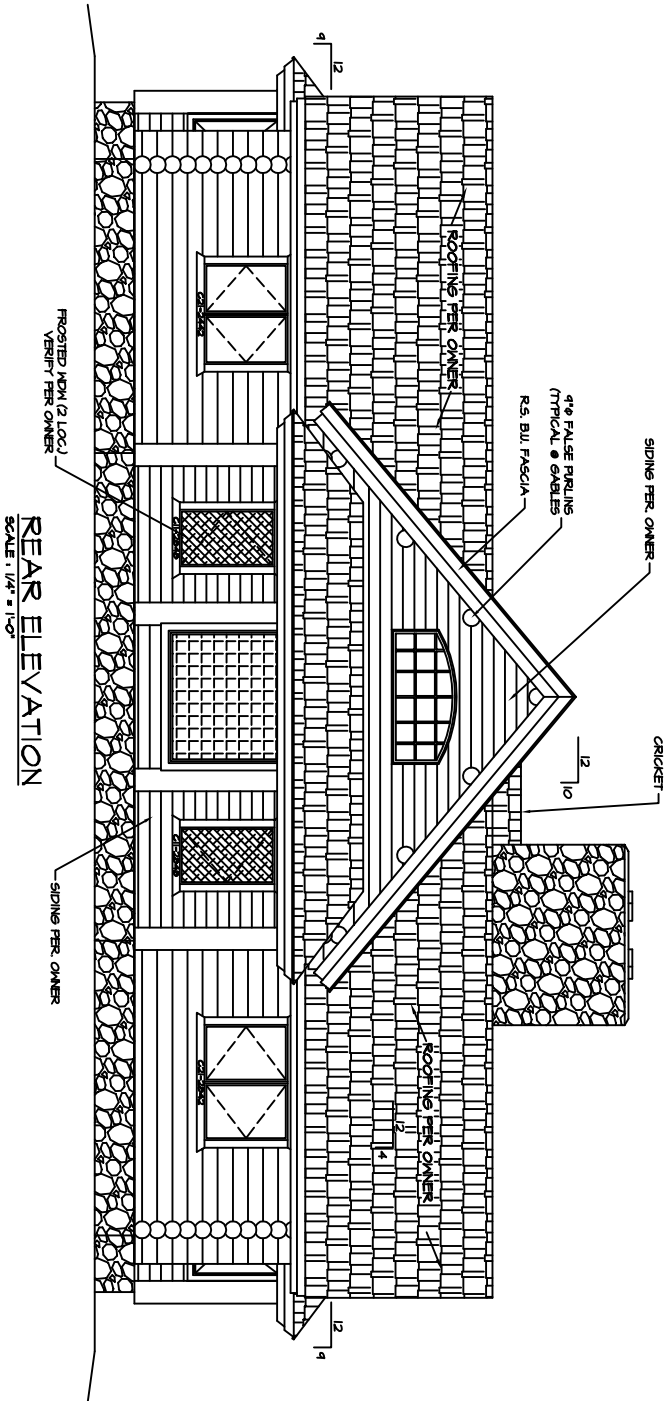 SIDING PER. OWNER
CRICKET
9"Φ FALSE PURLINS
(TYPICAL @ GABLES
R.S. B.U. FASCIA
12
10
ROOFING PER OWNER
ROOFING PER OWNER
12
4
9
12
12
9
FROSTED WDW (2 LOC.)
VERIFY PER OWNER
SIDING PER. OWNER
REAR ELEVATION
SCALE : 1/4" = 1'-0"